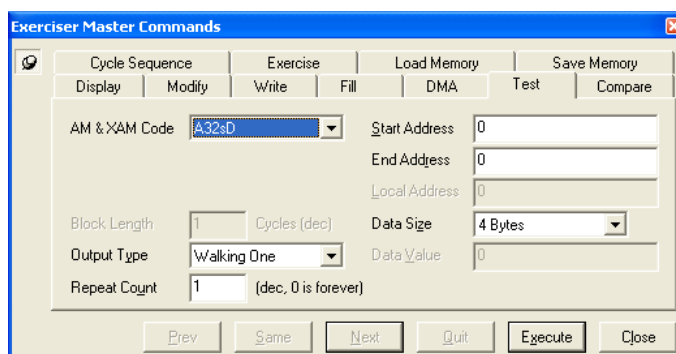 Exerciser Master Commands
Cycle Sequence Exercise Load Memory Save Memory
Display Modify Write Fill DMA Test Compare
AM & XAM Code A32sD Start Address 0
End Address 0
Local Address 0
Block Length 1 Cycles (dec) Data Size 4 Bytes
Output Type Walking One Data Value 0
Repeat Count 1 (dec, 0 is forever)
Prev Same Next Quit Execute Close